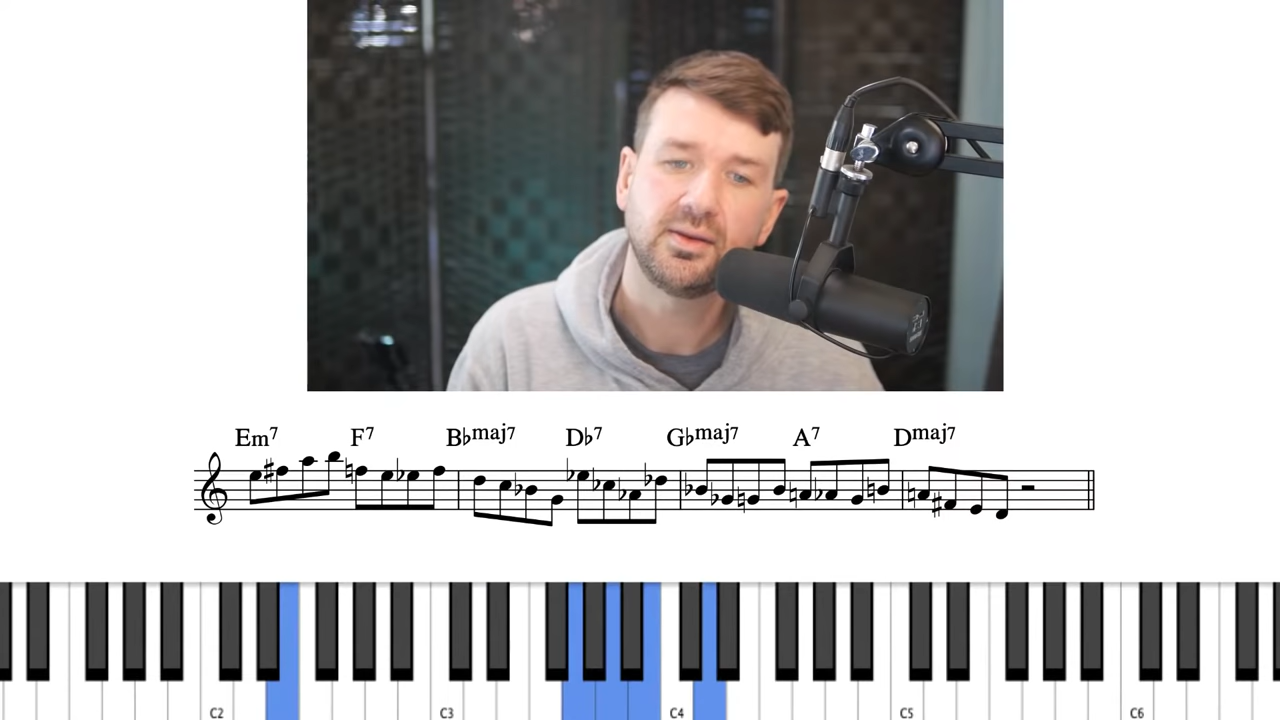 Em7 F7 B♭maj7 D♭7 G♭maj7 A7 Dmaj7
C2 C3 C4 C5 C6